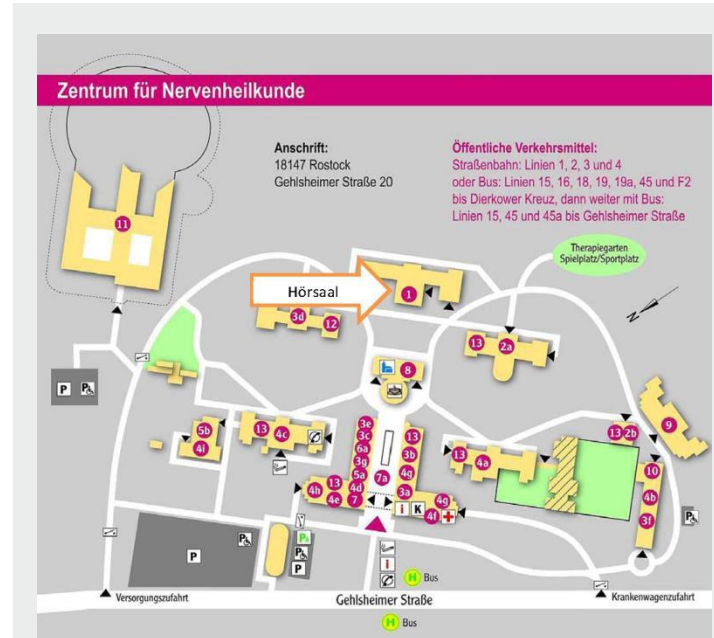 Zentrum für Nervenheilkunde
Anschrift:
18147 Rostock
Gehlsheimer Straße 20
Öffentliche Verkehrsmittel:
Straßenbahn: Linien 1, 2, 3 und 4
oder Bus: Linien 15, 16, 18, 19, 19a, 45 und F2
bis Dierkower Kreuz, dann weiter mit Bus:
Linien 15, 45 und 45a bis Gehlsheimer Straße
11
Therapiegarten
Spielplatz/Sportplatz
Hörsaal
1
N
3d
12
13
2a
8
P
P
9
13
2b
5b
4i
13
4c
3e
3c
6a
3g
5a
4d
7
13
4h
4e
7a
13
3b
4g
3a
4g
4f
i
K
13
4a
10
4b
3f
P
P
P
P
P
P
i
H
Bus
Versorgungszufahrt
Gehlsheimer Straße
Krankenwagenzufahrt
H
Bus